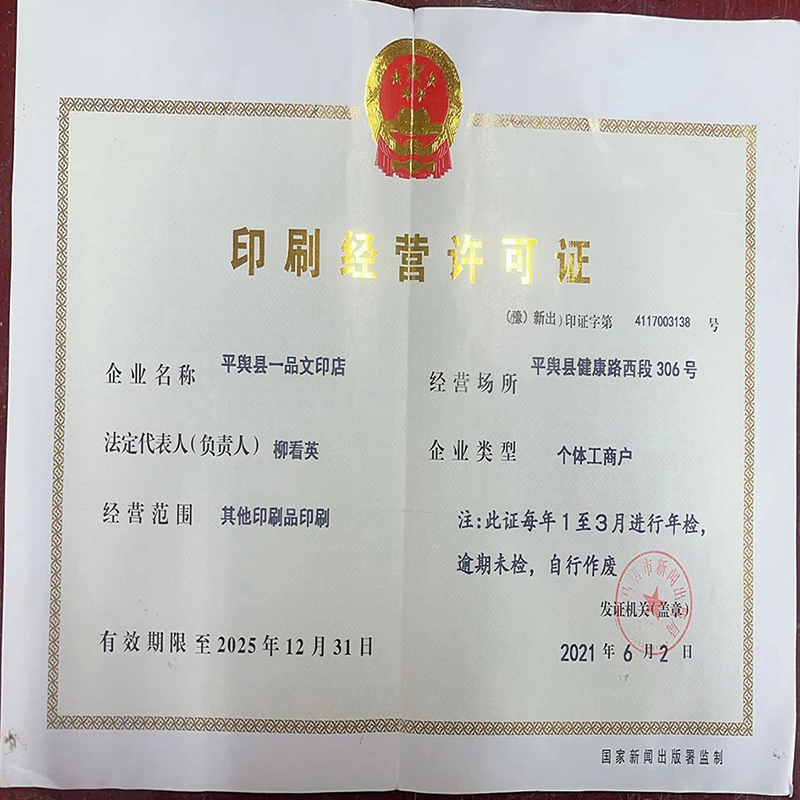 印刷经营许可证
(豫)新出)印证字第 4117003138 号
企业名称 平舆县一品文印店
经营场所 平舆县健康路西段306号
法定代表人(负责人) 柳看英
企业类型 个体工商户
经营范围 其他印刷品印刷
注:此证每年1至3月进行年检,
逾期未检,自行作废
发证机关(盖章)
有效期限至2025年12月31日
2021年6月2日
国家新闻出版署监制